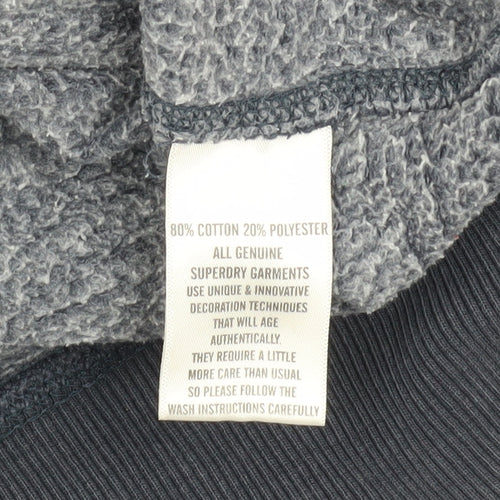 80% COTTON 20% POLYESTER
ALL GENUINE
SUPERDRY GARMENTS
USE UNIQUE & INNOVATIVE
DECORATION TECHNIQUES
THAT WILL AGE
AUTHENTICALLY.
THEY REQUIRE A LITTLE
MORE CARE THAN USUAL
SO PLEASE FOLLOW THE
WASH INSTRUCTIONS CAREFULLY